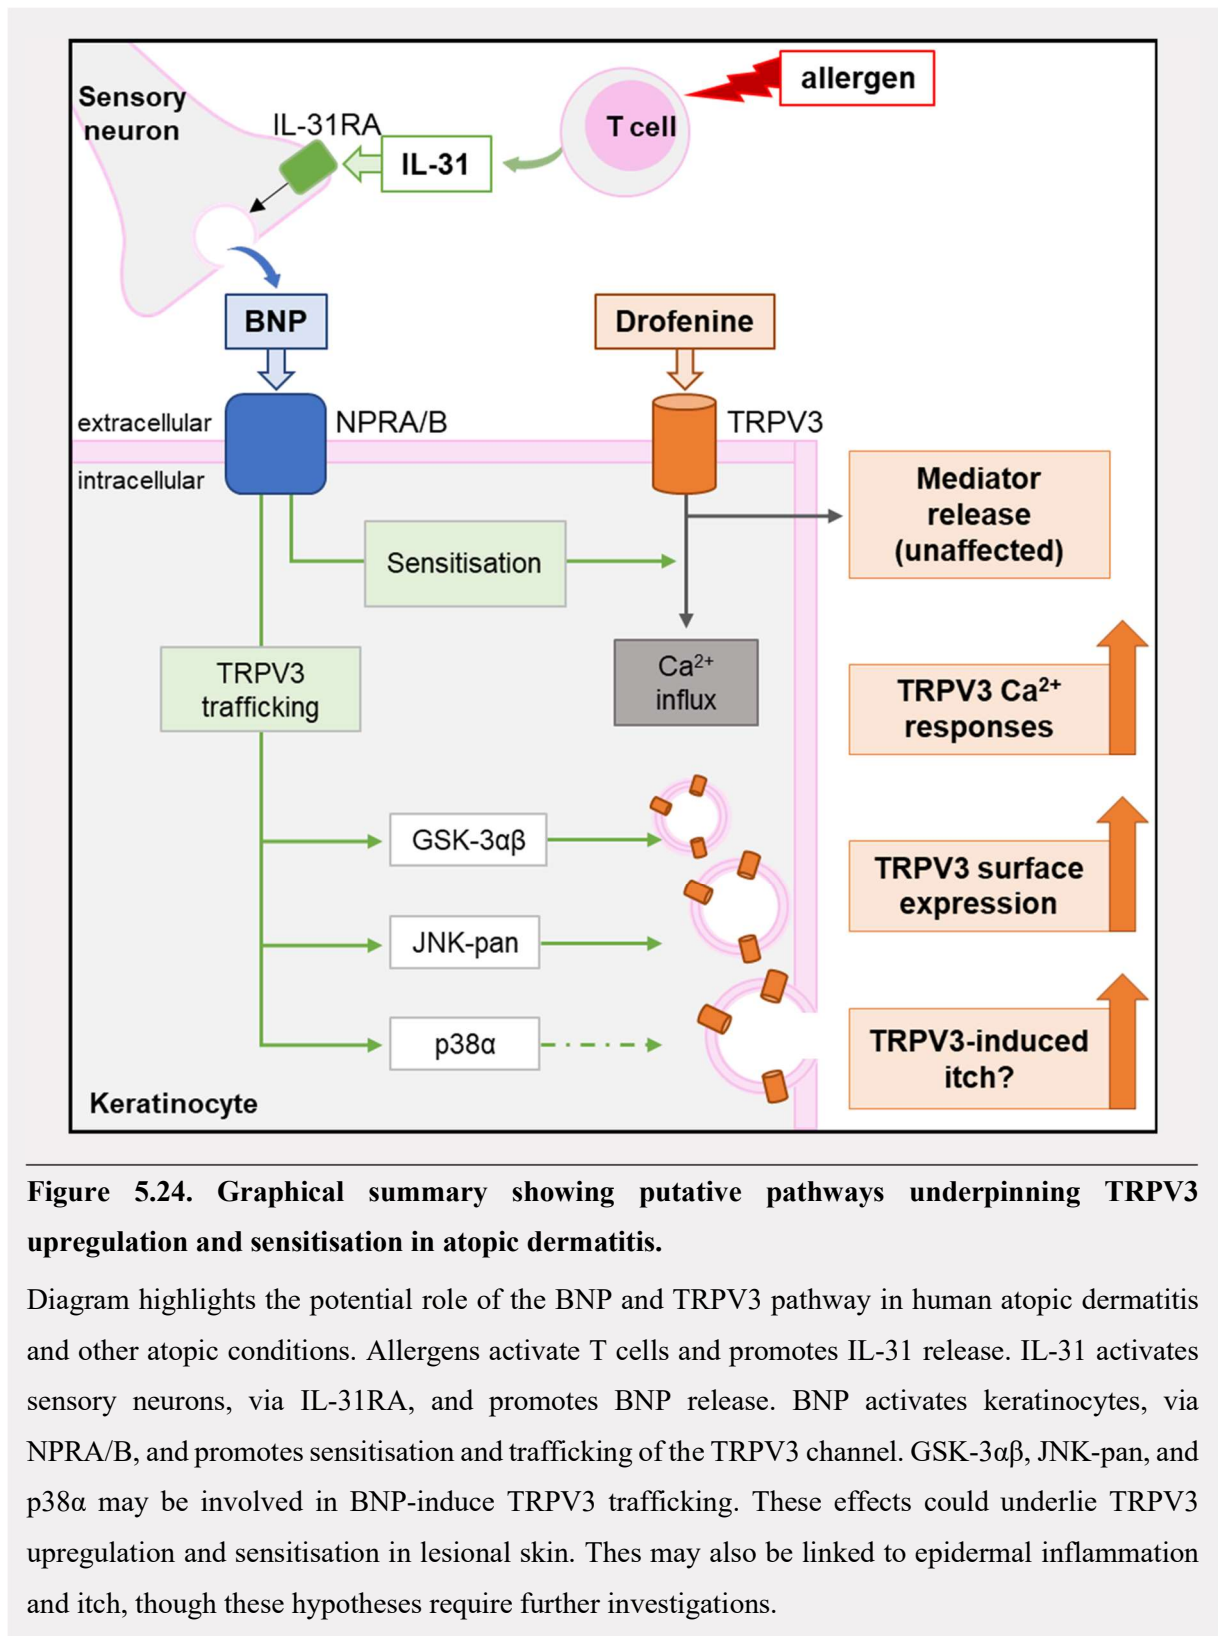 Sensory
neuron
IL-31RA
IL-31
T cell
allergen
BNP
Drofenine
extracellular
NPRA/B
TRPV3
intracellular
Sensitisation
Mediator
release
(unaffected)
TRPV3
trafficking
Ca²⁺
influx
TRPV3 Ca²⁺
responses
GSK-3αβ
TRPV3 surface
expression
JNK-pan
p38α
TRPV3-induced
itch?
Keratinocyte
Figure 5.24. Graphical summary showing putative pathways underpinning TRPV3
upregulation and sensitisation in atopic dermatitis.
Diagram highlights the potential role of the BNP and TRPV3 pathway in human atopic dermatitis
and other atopic conditions. Allergens activate T cells and promotes IL-31 release. IL-31 activates
sensory neurons, via IL-31RA, and promotes BNP release. BNP activates keratinocytes, via
NPRA/B, and promotes sensitisation and trafficking of the TRPV3 channel. GSK-3αβ, JNK-pan, and
p38α may be involved in BNP-induce TRPV3 trafficking. These effects could underlie TRPV3
upregulation and sensitisation in lesional skin. Thes may also be linked to epidermal inflammation
and itch, though these hypotheses require further investigations.